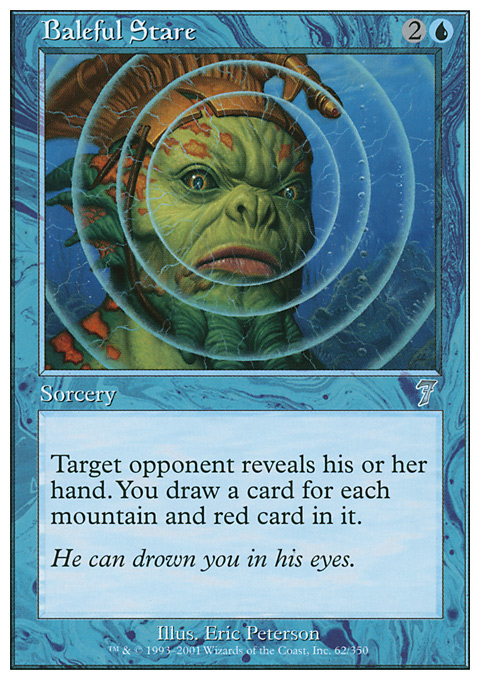 Baleful Stare 2
Sorcery 7
Target opponent reveals his or her
hand. You draw a card for each
mountain and red card in it.
He can drown you in his eyes.
Illus. Eric Peterson
™ & © 1993-2001 Wizards of the Coast, Inc. 62/350